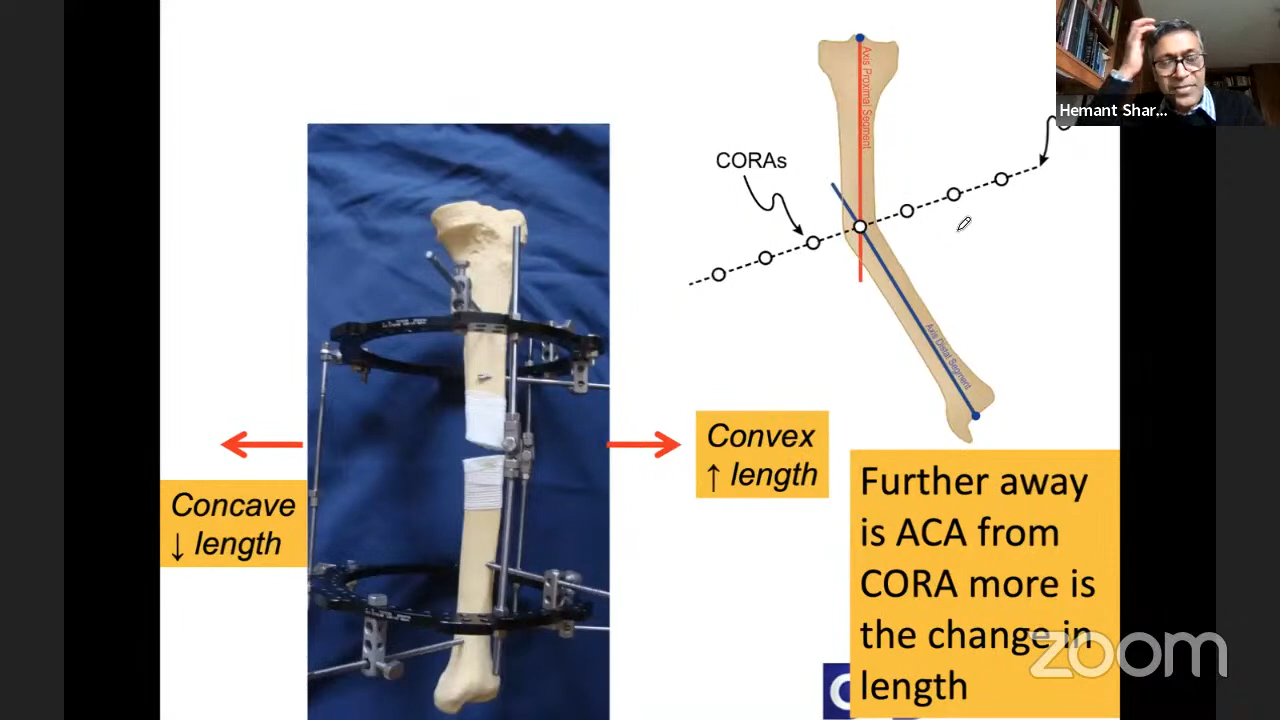 Hemant Shar...
Axis Proximal Segment
CORAs
Axis Distal Segment
Convex
↑ length
Concave
↓ length
Further away
is ACA from
CORA more is
the change in
length
zoom